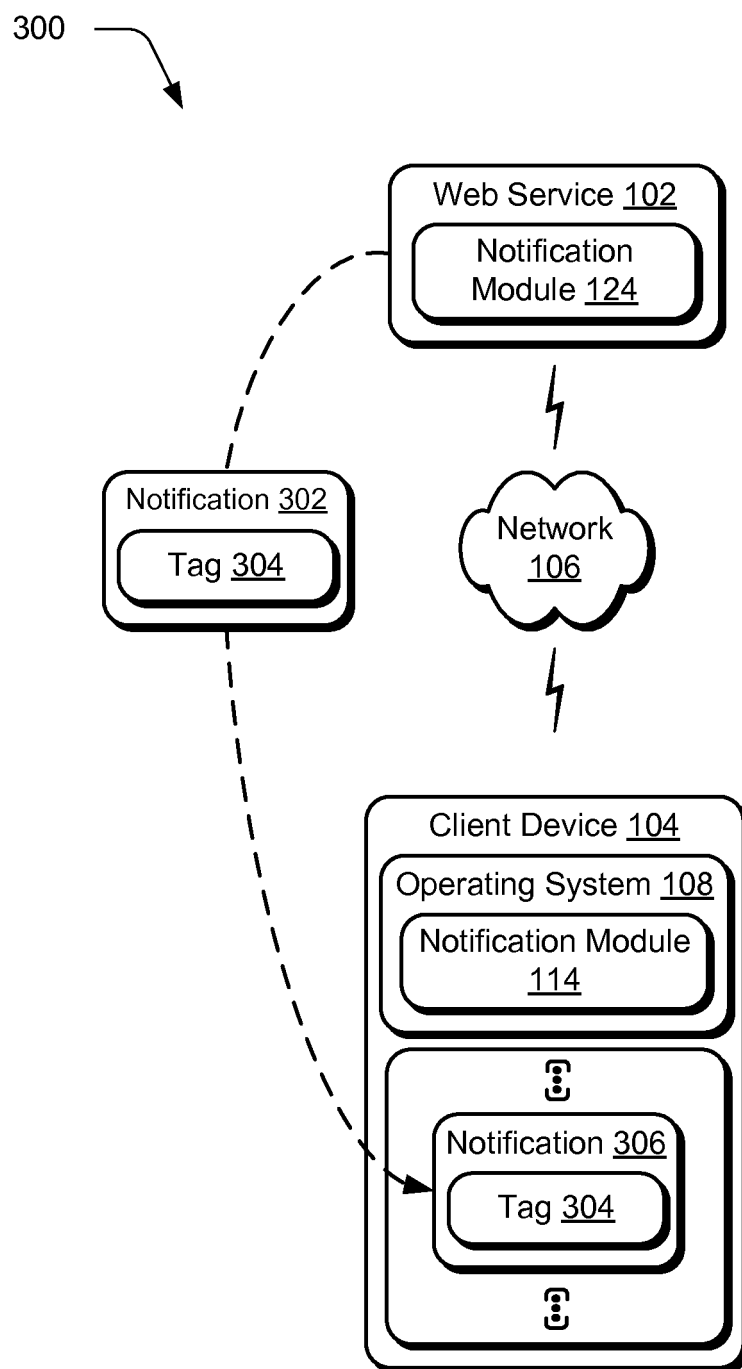 300
Web Service 102
Notification
Module 124
Notification 302
Tag 304
Network
106
Client Device 104
Operating System 108
Notification Module
114
Notification 306
Tag 304